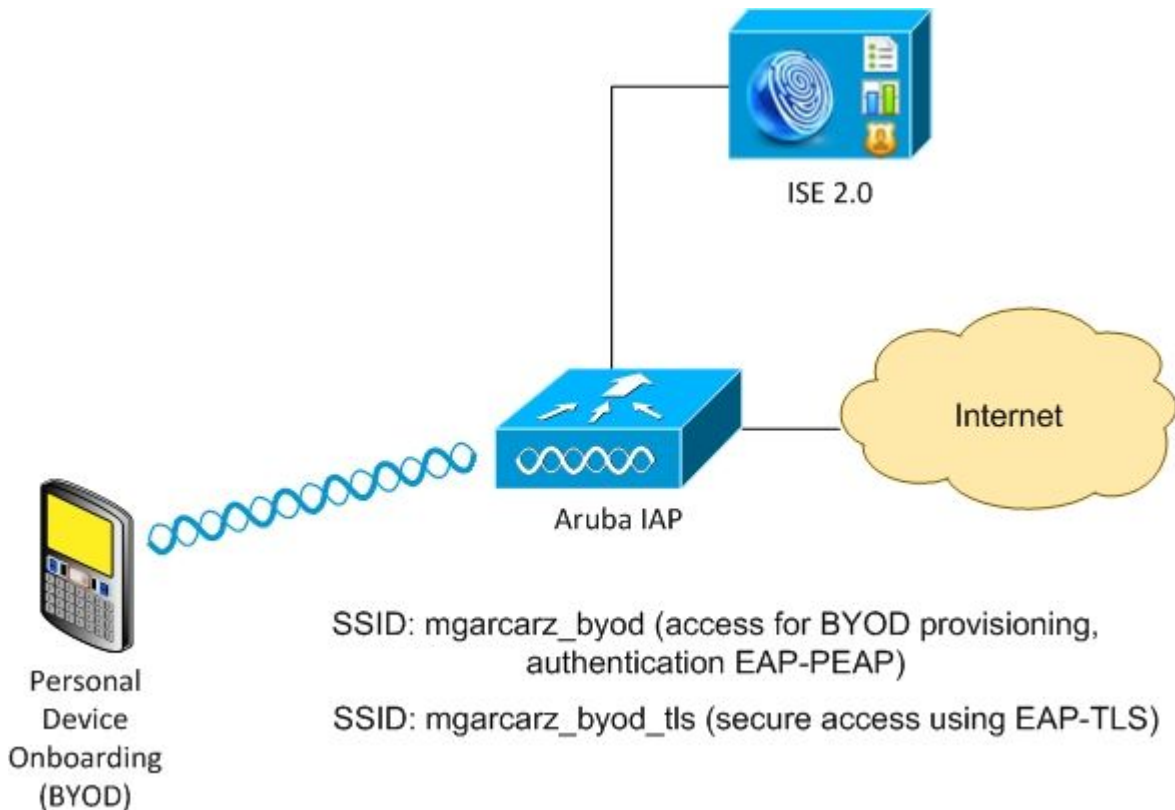 ISE 2.0
Internet
Aruba IAP
SSID: mgarcarz_byod (access for BYOD provisioning,
authentication EAP-PEAP)
SSID: mgarcarz_byod_tls (secure access using EAP-TLS)
Personal
Device
Onboarding
(BYOD)